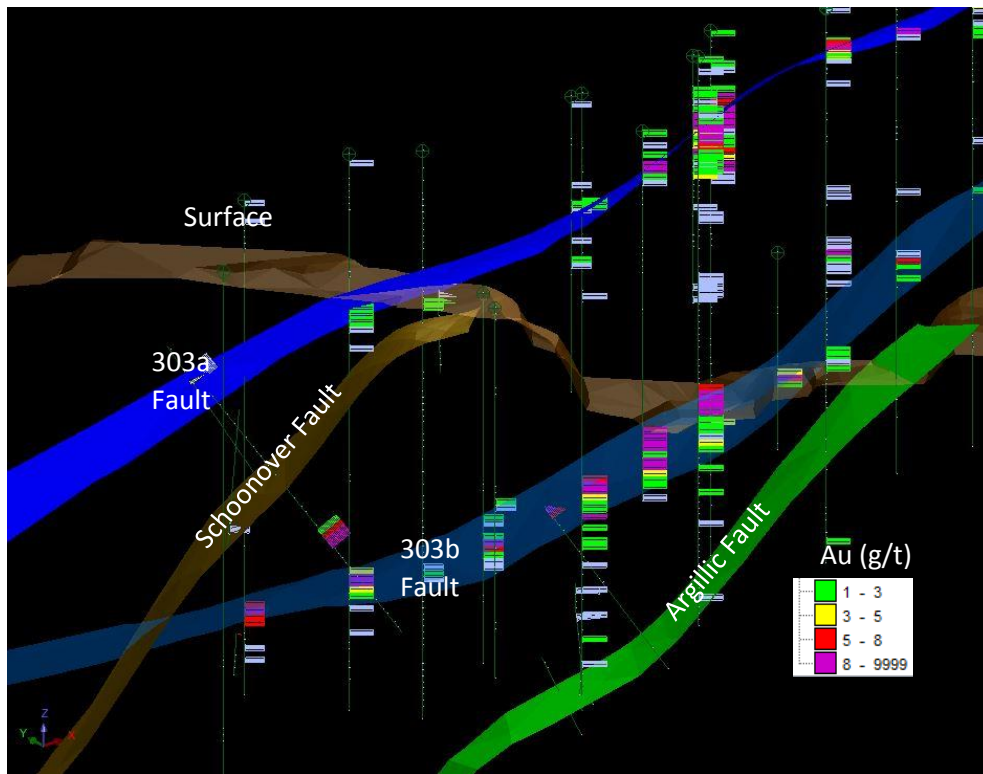 Surface
303a
Fault
Schoonover Fault
303b
Fault
Argillic Fault
Au (g/t)
1 - 3
3 - 5
5 - 8
8 - 9999
Z
Y
X